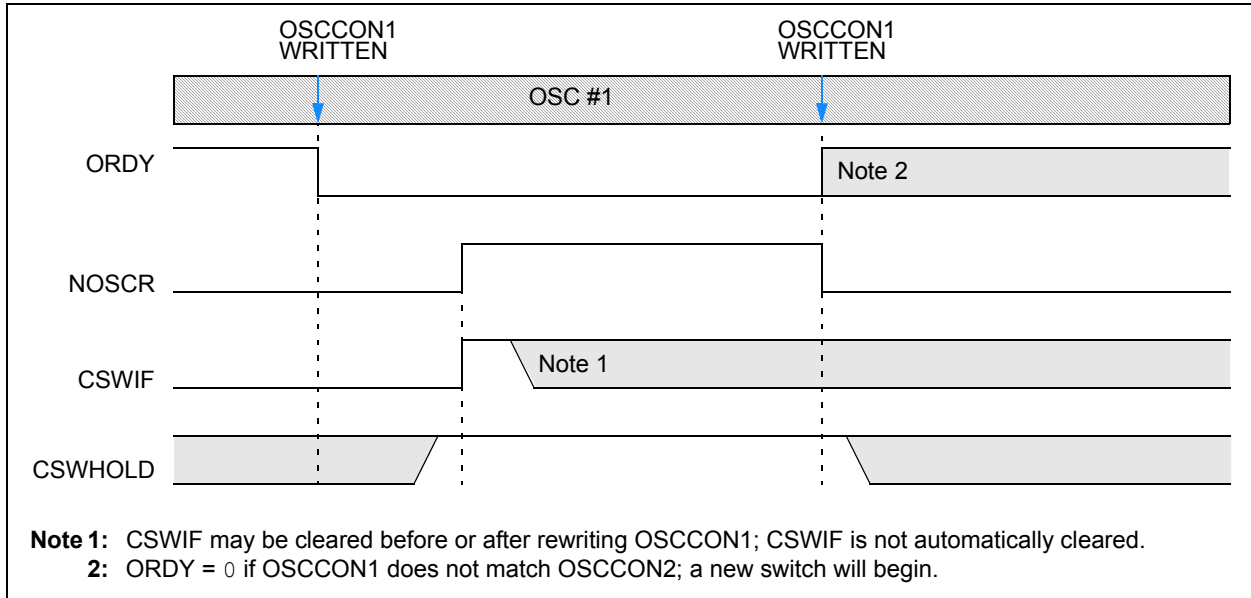 OSCCON1
WRITTEN
OSCCON1
WRITTEN
OSC #1
ORDY
Note 2
NOSCR
CSWIF
Note 1
CSWHOLD
Note 1: CSWIF may be cleared before or after rewriting OSCCON1; CSWIF is not automatically cleared.
2: ORDY = 0 if OSCCON1 does not match OSCCON2; a new switch will begin.